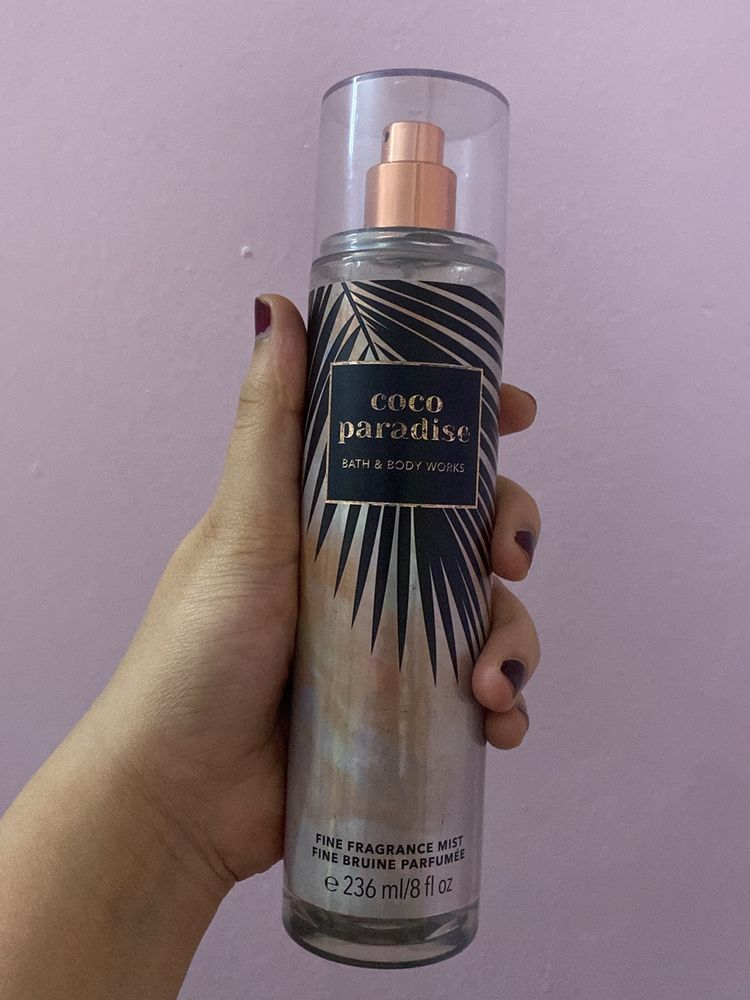 coco
paradise
BATH & BODY WORKS
FINE FRAGRANCE MIST
FINE BRUINE PARFUMÉE
℮ 236 ml/8 fl oz